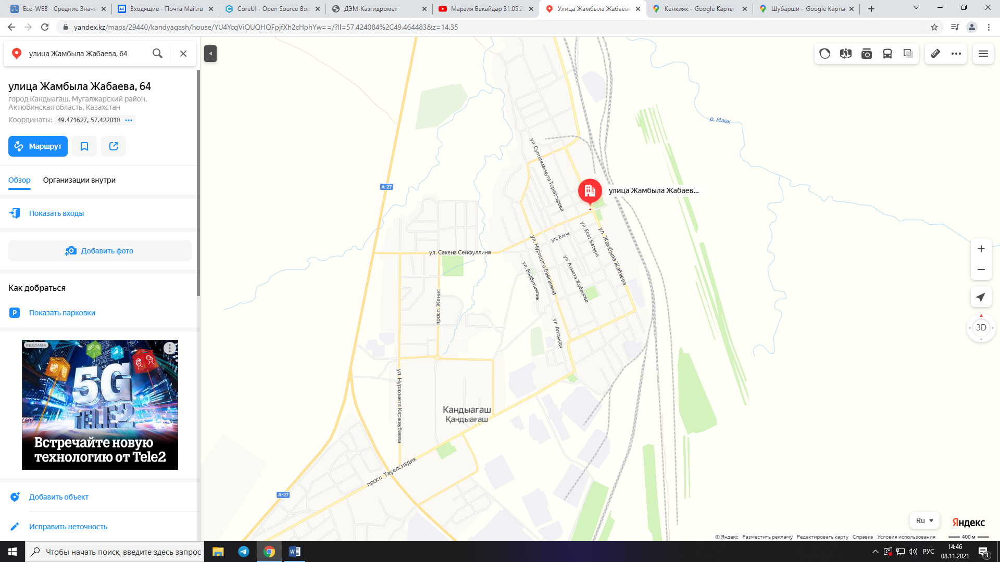 Eco-WEB - Средние Значе
Входящие - Почта Mail.ru
CoreUI - Open Source Boo
ДЭМ-Казгидромет
Марзия Бекайдар 31.05.2
Улица Жамбыла Жабаева
Кенкияк – Google Карты
Шубарши – Google Карты
yandex.kz/maps/29440/kandyagash/house/YU4YcgViQUQHQFpjfXh2cHphYw==/?ll=57.424084%2C49.464483&z=14.35
улица Жамбыла Жабаева, 64
улица Жамбыла Жабаева, 64
город Кандыагаш, Мугалжарский район,
Актюбинская область, Казахстан
Координаты: 49.471627, 57.422810
Маршрут
Обзор
Организации внутри
Показать входы
Добавить фото
Как добраться
P
Показать парковки
РЕКЛАМА
5G
TELE2
Встречайте новую
технологию от Tele2
Добавить объект
Исправить неточность
р. Илек
ул. Султанмахмута Торайгырова
A-27
улица Жамбыла Жабаев...
ул. Елек
ул. Есет Батыра
ул. Жамбыла Жабаева
ул. Сакена Сейфуллина
ул. Нурпеиса Байганина
ул. Бейбитшилик
ул. Ахмета Жубанова
просп. Женис
ул. Алтынды
ул. Нурахмета Каржаубаева
Кандыагаш
Қандыағаш
просп. Тауелсиздик
A-27
3D
Ru
Яндекс
© Яндекс
Разместить рекламу
Редактировать карту
Справка
Условия использования
400 м
Чтобы начать поиск, введите здесь запрос
РУС
14:46
08.11.2021
3